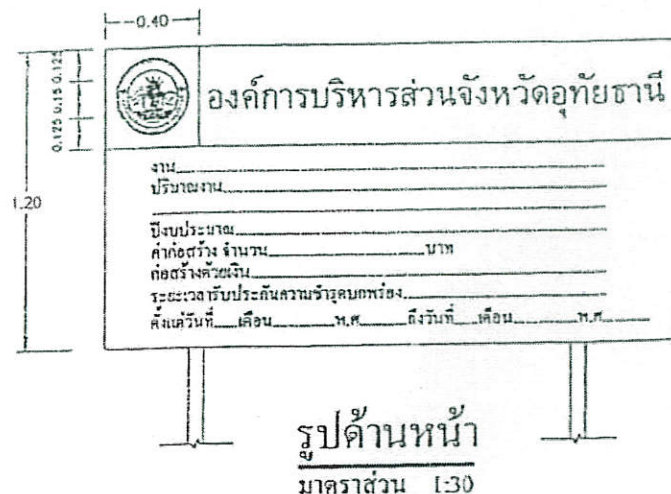 0.40
องค์การบริหารส่วนจังหวัดอุทัยธานี
0.125 0.15 0.125
1.20
งาน
ปริมาณงาน
ปีงบประมาณ
ค่าก่อสร้าง จำนวน บาท
ก่อสร้างด้วยเงิน
ระยะเวลารับประกันความชำรุดบกพร่อง
ตั้งแต่วันที่ เดือน พ.ศ. ถึงวันที่ เดือน พ.ศ.
รูปด้านหน้า
มาตราส่วน 1:30